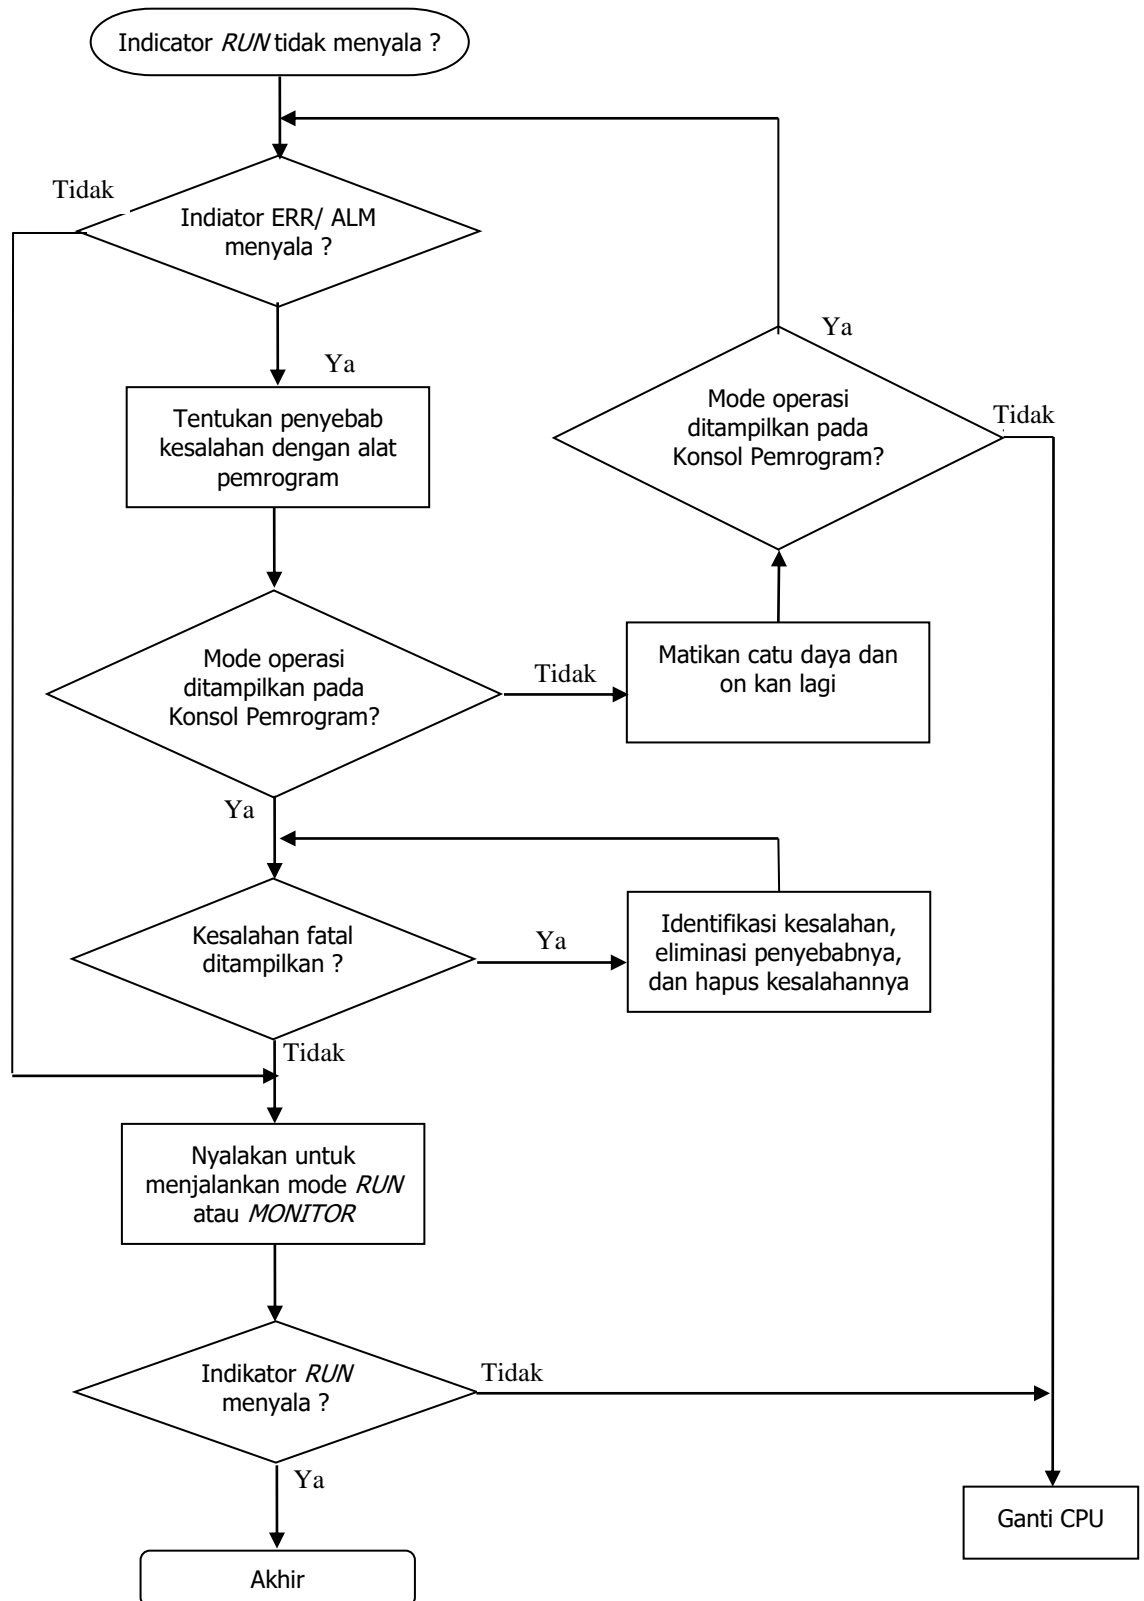 Indicator RUN tidak menyala ?
Tidak
Indiator ERR/ ALM
menyala ?
Ya
Tentukan penyebab
kesalahan dengan alat
pemrogram
Ya
Mode operasi
ditampilkan pada
Konsol Pemrogram?
Tidak
Mode operasi
ditampilkan pada
Konsol Pemrogram?
Tidak
Matikan catu daya dan
on kan lagi
Ya
Kesalahan fatal
ditampilkan ?
Ya
Identifikasi kesalahan,
eliminasi penyebabnya,
dan hapus kesalahannya
Tidak
Nyalakan untuk
menjalankan mode RUN
atau MONITOR
Indikator RUN
menyala ?
Tidak
Ya
Ganti CPU
Akhir